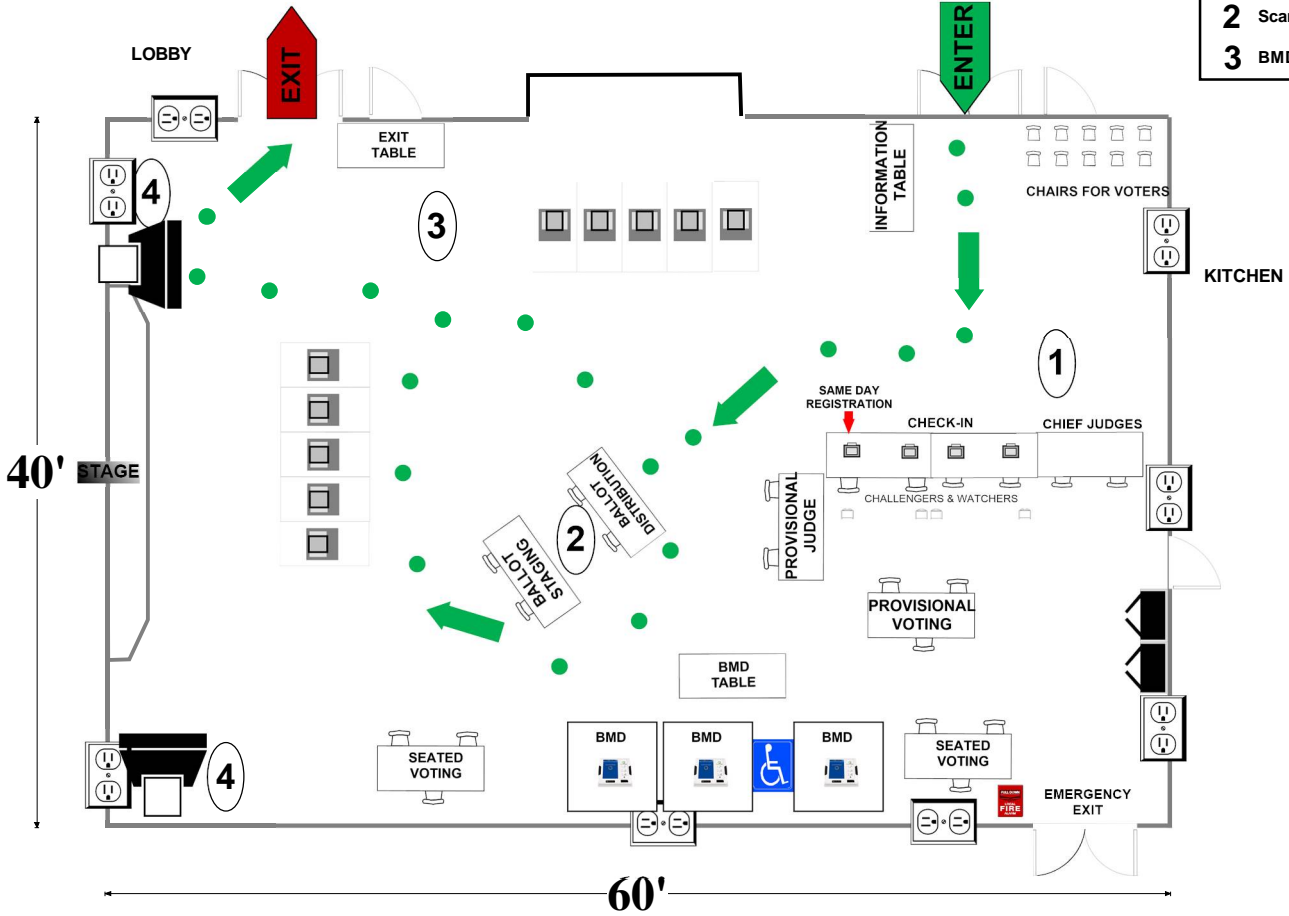 2 Scan
3 BMD
LOBBY
EXIT
ENTER
EXIT
TABLE
INFORMATION
TABLE
CHAIRS FOR VOTERS
4
3
KITCHEN
1
SAME DAY
REGISTRATION
CHECK-IN
CHIEF JUDGES
40'
STAGE
CHALLENGERS & WATCHERS
BALLOT
DISTRIBUTION
PROVISIONAL
JUDGE
2
BALLOT
STAGING
PROVISIONAL
VOTING
BMD
TABLE
SEATED
VOTING
BMD
BMD
BMD
SEATED
VOTING
4
FIRE
EMERGENCY
EXIT
60'